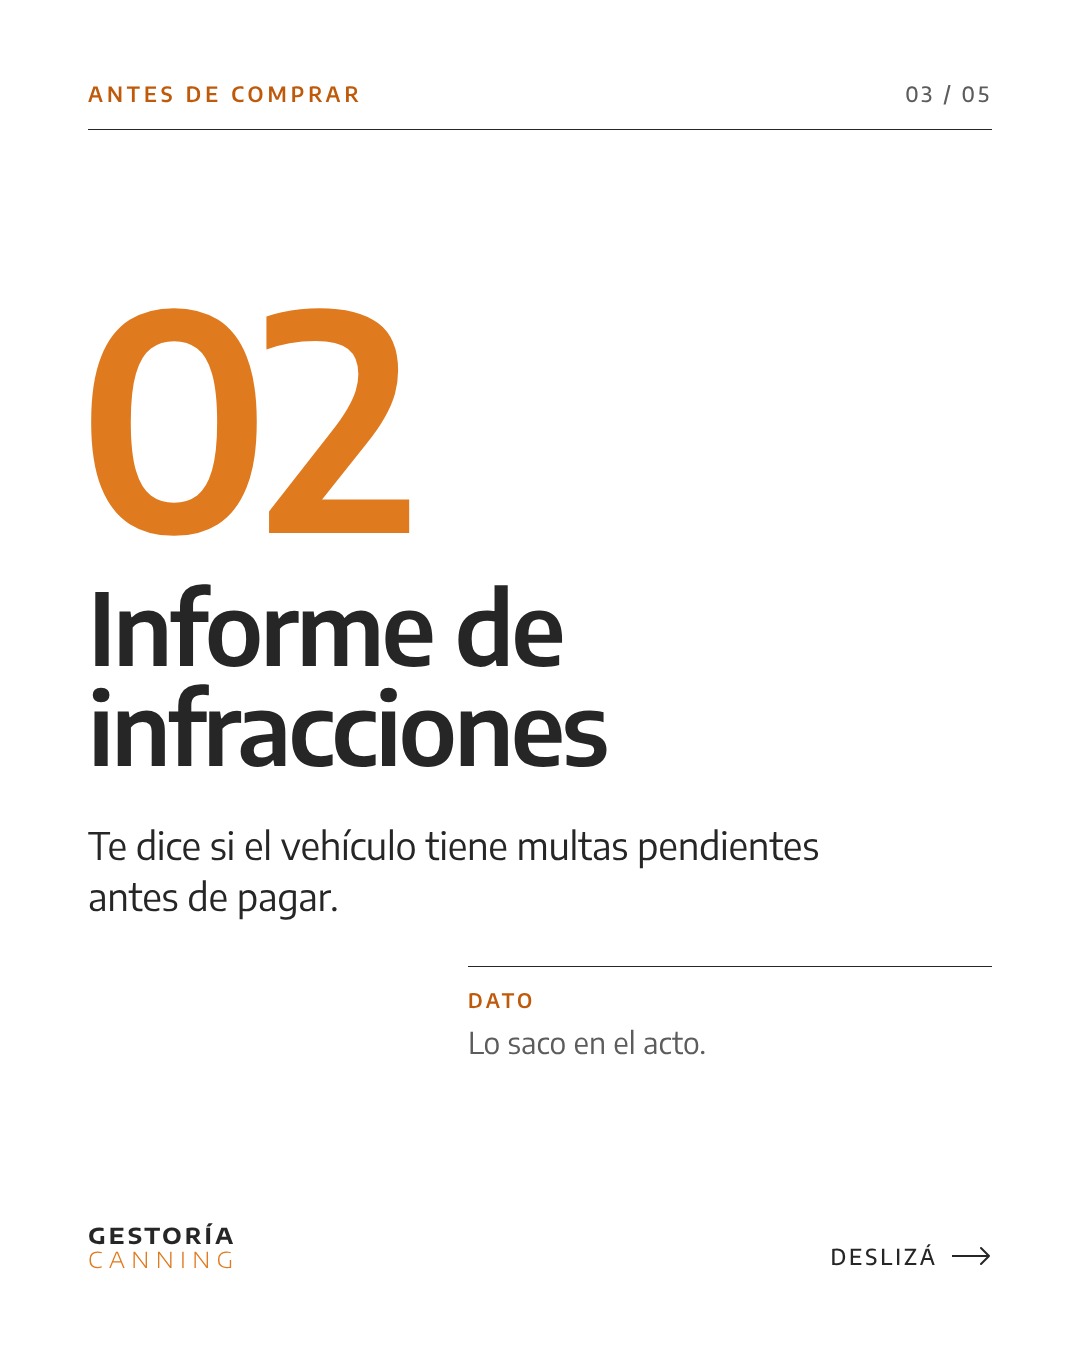 ANTES DE COMPRAR
03 / 05
02
Informe de
infracciones
Te dice si el vehículo tiene multas pendientes
antes de pagar.
DATO
Lo saco en el acto.
GESTORÍA
CANNING
DESLIZÁ